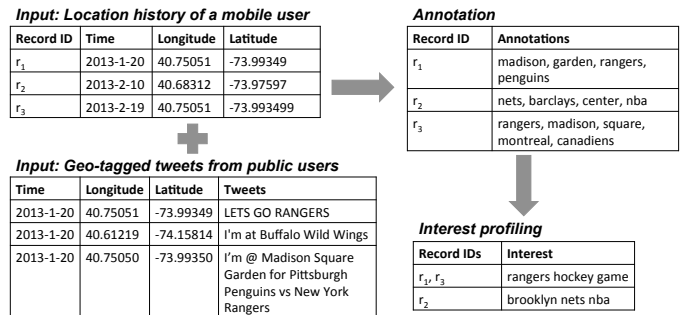 Input: Location history of a mobile user
Record ID Time Longitude Latitude
r1 2013-1-20 40.75051 -73.99349
r2 2013-2-10 40.68312 -73.97597
r3 2013-2-19 40.75051 -73.993499
Input: Geo-tagged tweets from public users
Time Longitude Latitude Tweets
2013-1-20 40.75051 -73.99349 LETS GO RANGERS
2013-1-20 40.61219 -74.15814 I'm at Buffalo Wild Wings
2013-1-20 40.75050 -73.99350 I'm @ Madison Square
Garden for Pittsburgh
Penguins vs New York
Rangers
Annotation
Record ID Annotations
r1 madison, garden, rangers,
penguins
r2 nets, barclays, center, nba
r3 rangers, madison, square,
montreal, canadiens
Interest profiling
Record IDs Interest
r1, r3 rangers hockey game
r2 brooklyn nets nba